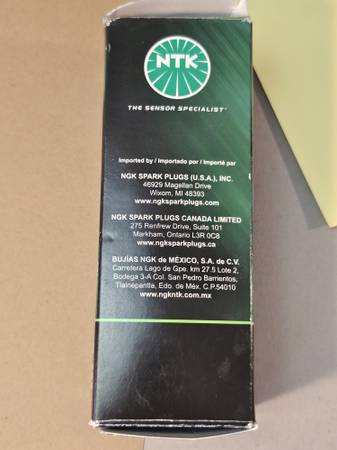 NTK
THE SENSOR SPECIALIST
Imported by / Importado por / Importé par
NGK SPARK PLUGS (U.S.A.), INC.
46929 Magellan Drive
Wixom, MI 48393
www.ngksparkplugs.com
NGK SPARK PLUGS CANADA LIMITED
275 Renfrew Drive, Suite 101
Markham, Ontario L3R 0C8
www.ngksparkplugs.ca
BUJÍAS NGK de MÉXICO, S.A. de C.V.
Carretera Lago de Gpe. km 27.5 Lote 2,
Bodega 3-A Col. San Pedro Barrientos,
Tlalnepantla, Edo. de Méx. C.P.54010
www.ngkntk.com.mx